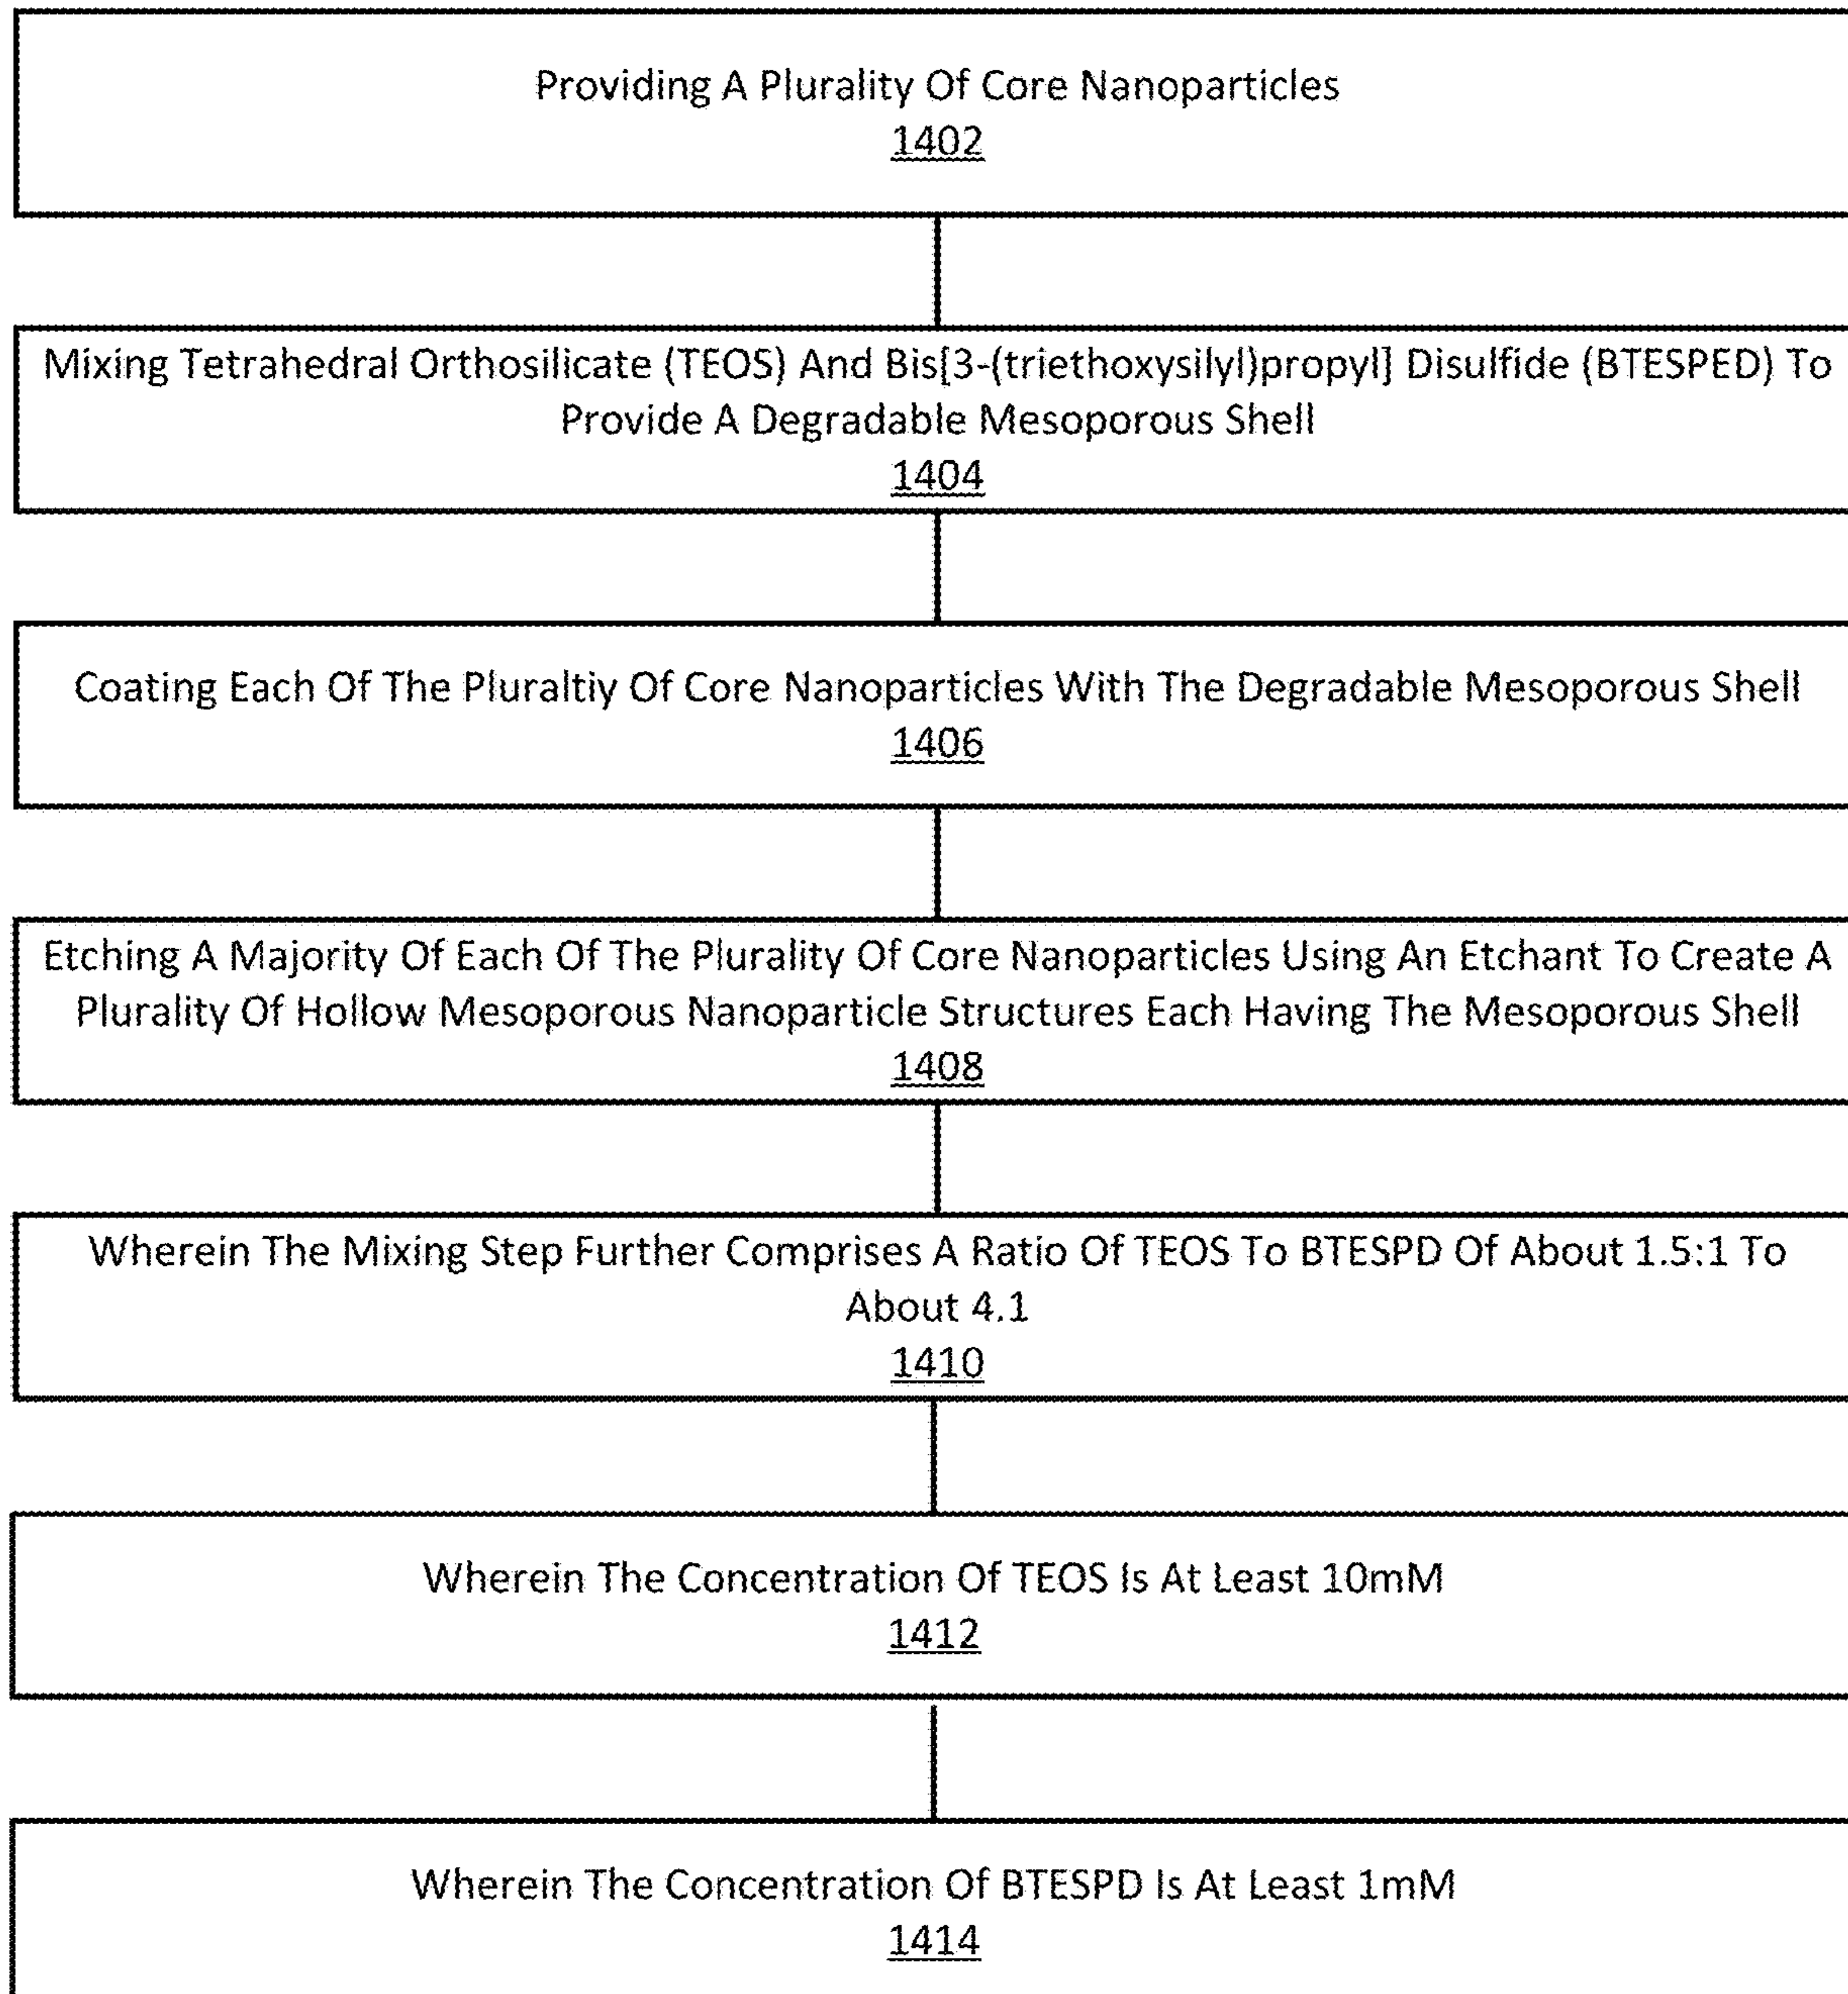 Providing A Plurality Of Core Nanoparticles
1402
Mixing Tetrahedral Orthosilicate (TEOS) And Bis[3-(triethoxysilyl)propyl] Disulfide (BTESPED) To
Provide A Degradable Mesoporous Shell
1404
Coating Each Of The Pluraltiy Of Core Nanoparticles With The Degradable Mesoporous Shell
1406
Etching A Majority Of Each Of The Plurality Of Core Nanoparticles Using An Etchant To Create A
Plurality Of Hollow Mesoporous Nanoparticle Structures Each Having The Mesoporous Shell
1408
Wherein The Mixing Step Further Comprises A Ratio Of TEOS To BTESPD Of About 1.5:1 To
About 4.1
1410
Wherein The Concentration Of TEOS Is At Least 10mM
1412
Wherein The Concentration Of BTESPD Is At Least 1mM
1414